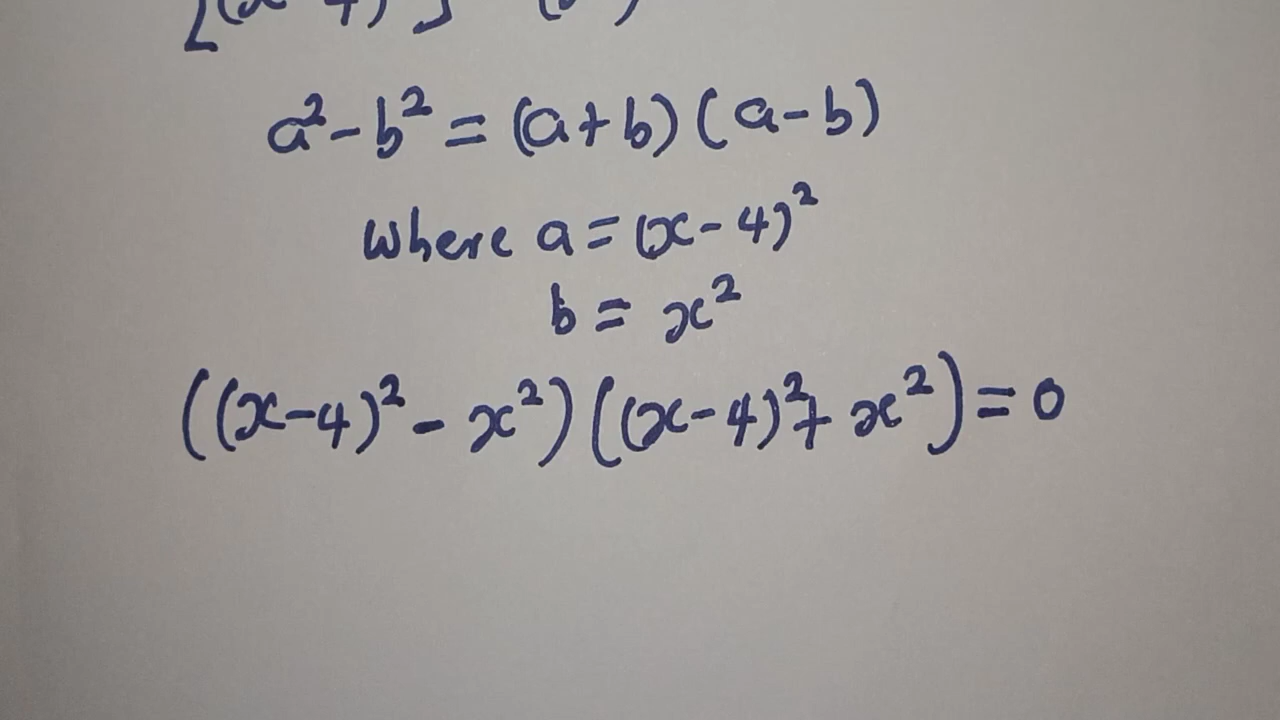 a² - b² = (a + b) (a - b)
where a = (x - 4)²
b = x²
((x - 4)² - x²) ((x - 4)² + x²) = 0